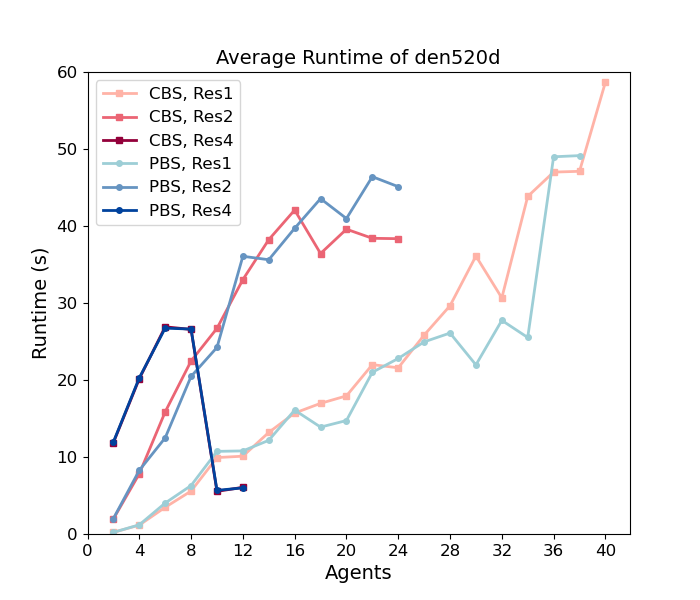 Average Runtime of den520d
60
50
40
30
20
10
0
Runtime (s)
CBS, Res1
CBS, Res2
CBS, Res4
PBS, Res1
PBS, Res2
PBS, Res4
0 4 8 12 16 20 24 28 32 36 40
Agents